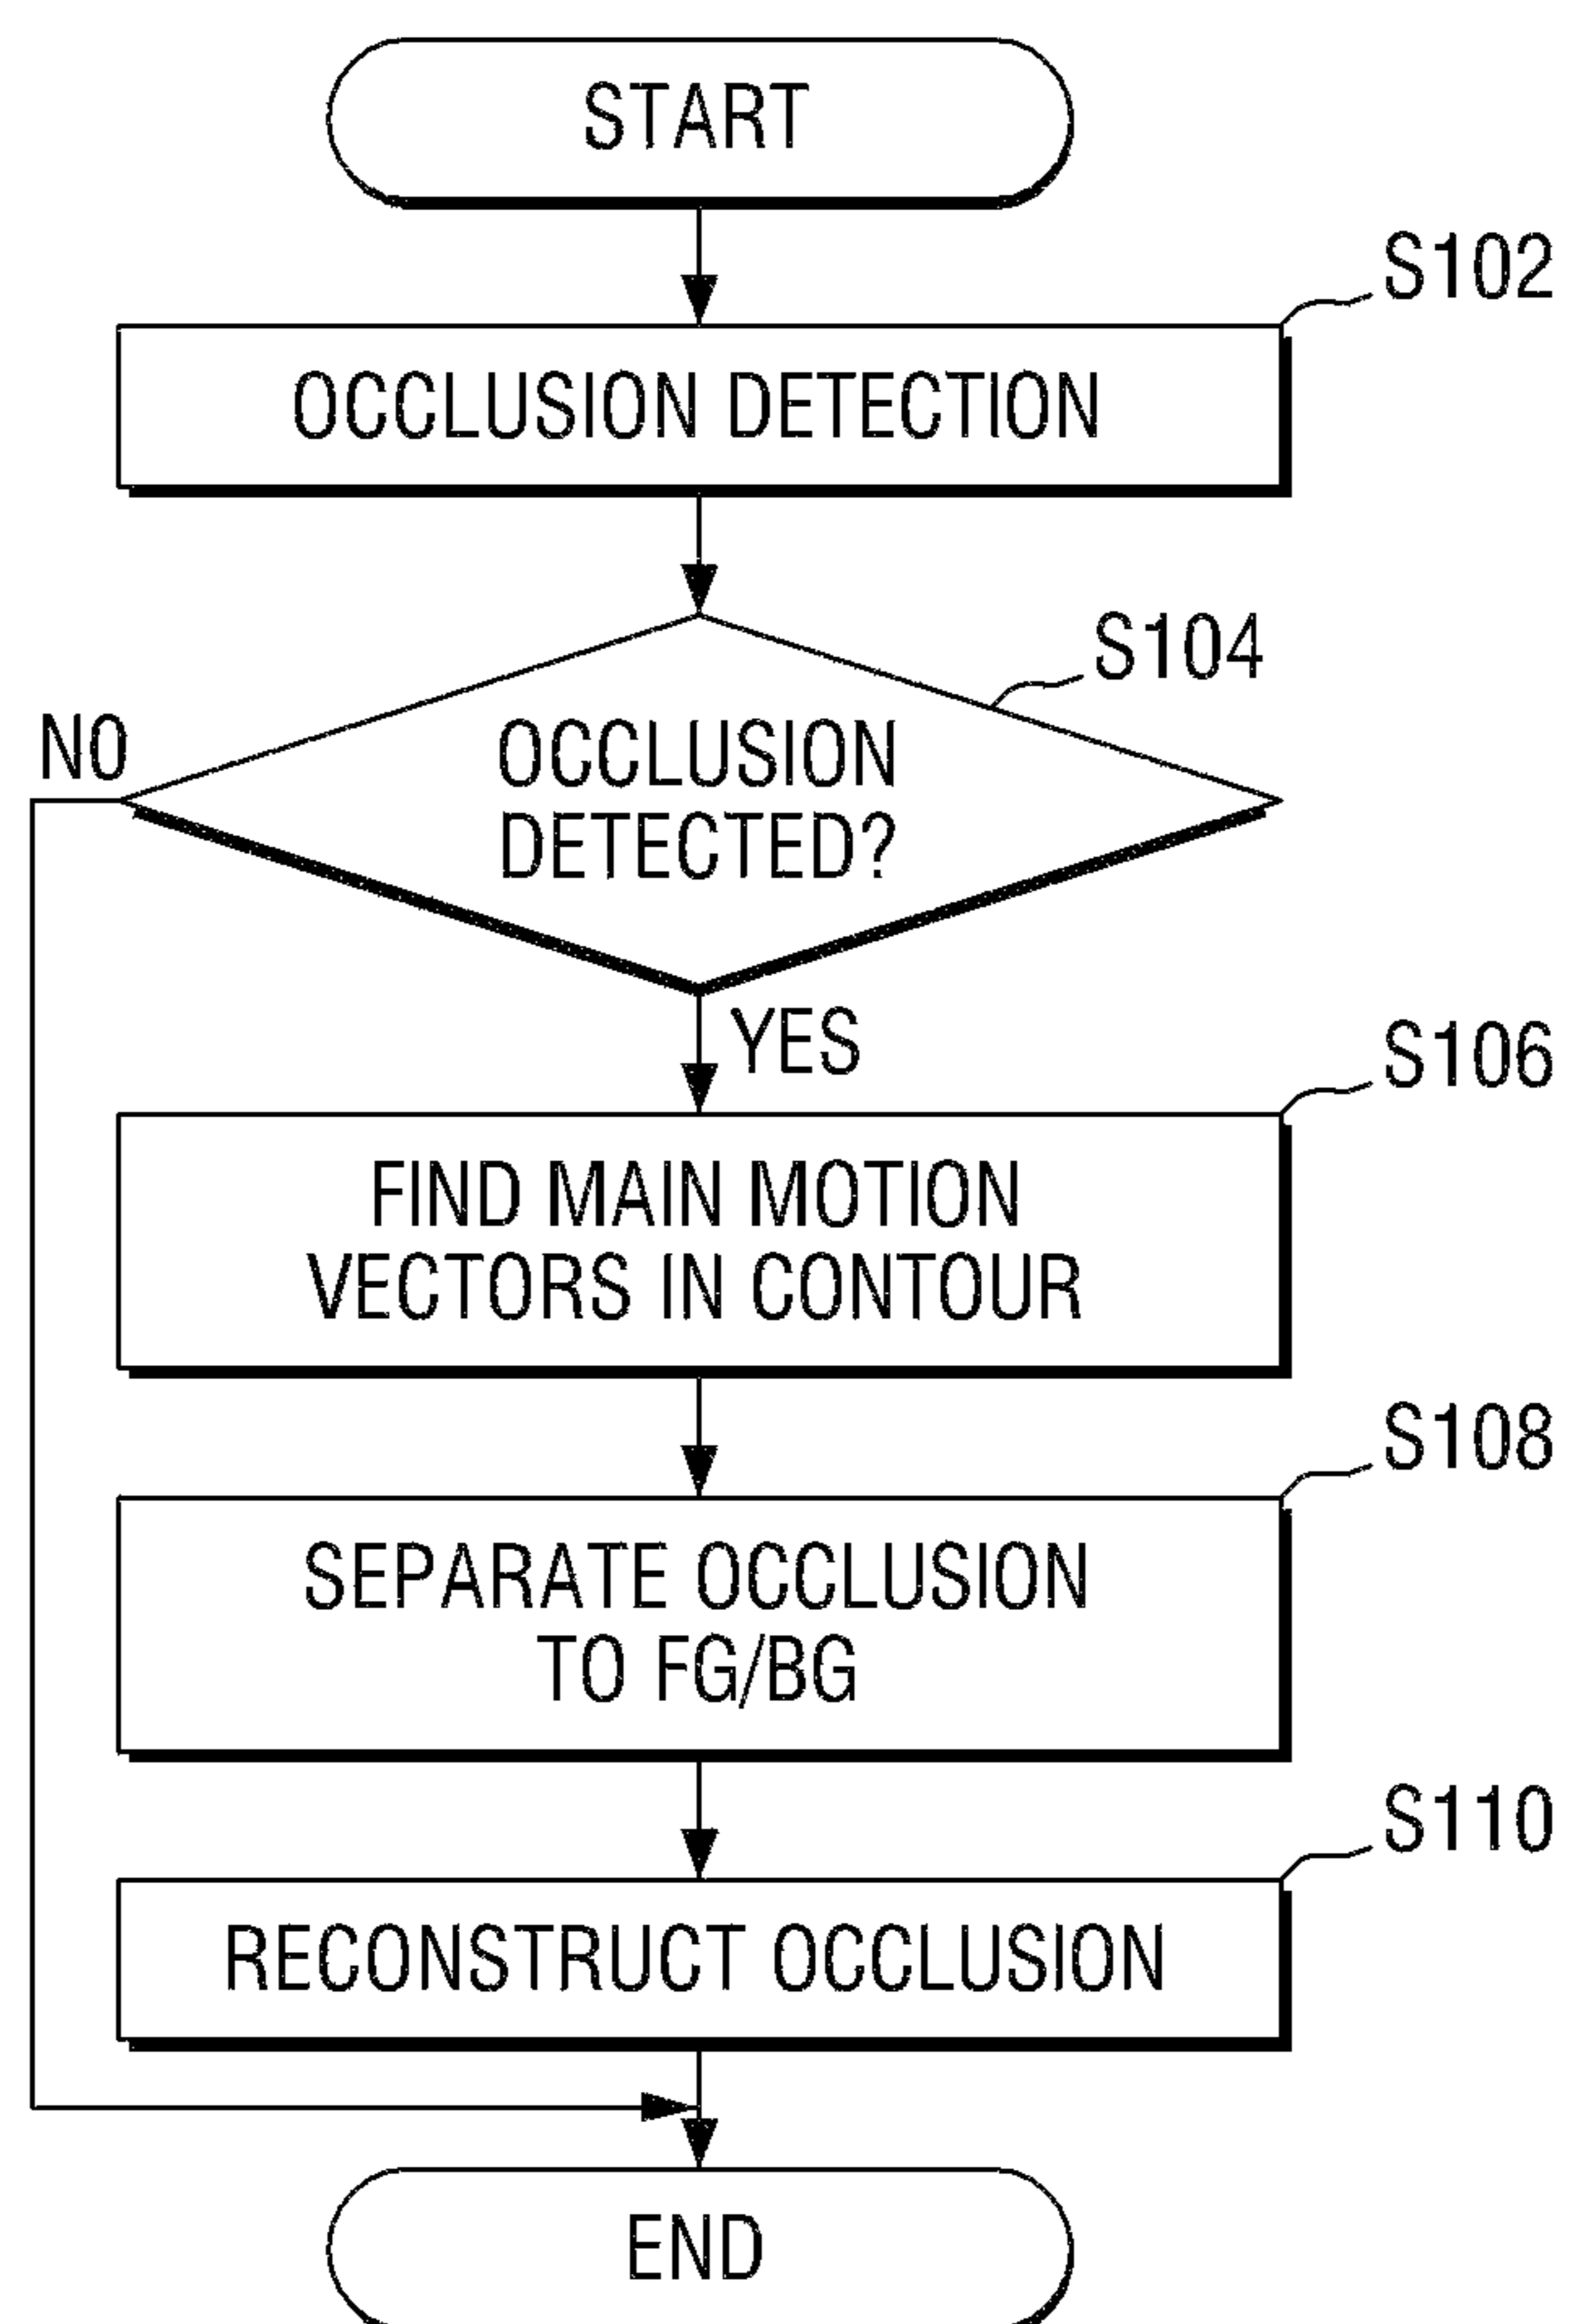 START
S102
OCCLUSION DETECTION
S104
NO
OCCLUSION
DETECTED?
YES
S106
FIND MAIN MOTION
VECTORS IN CONTOUR
S108
SEPARATE OCCLUSION
TO FG/BG
S110
RECONSTRUCT OCCLUSION
END